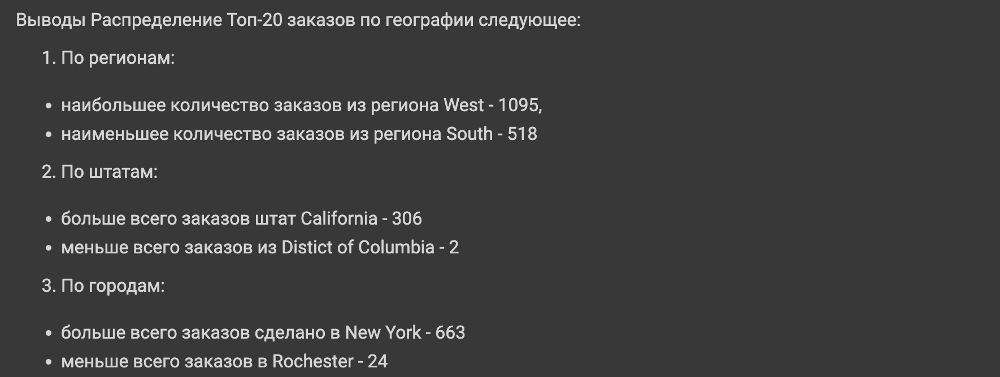 Выводы Распределение Топ-20 заказов по географии следующее:
1. По регионам:
• наибольшее количество заказов из региона West - 1095,
• наименьшее количество заказов из региона South - 518
2. По штатам:
• больше всего заказов штат California - 306
• меньше всего заказов из Distict of Columbia - 2
3. По городам:
• больше всего заказов сделано в New York - 663
• меньше всего заказов в Rochester - 24